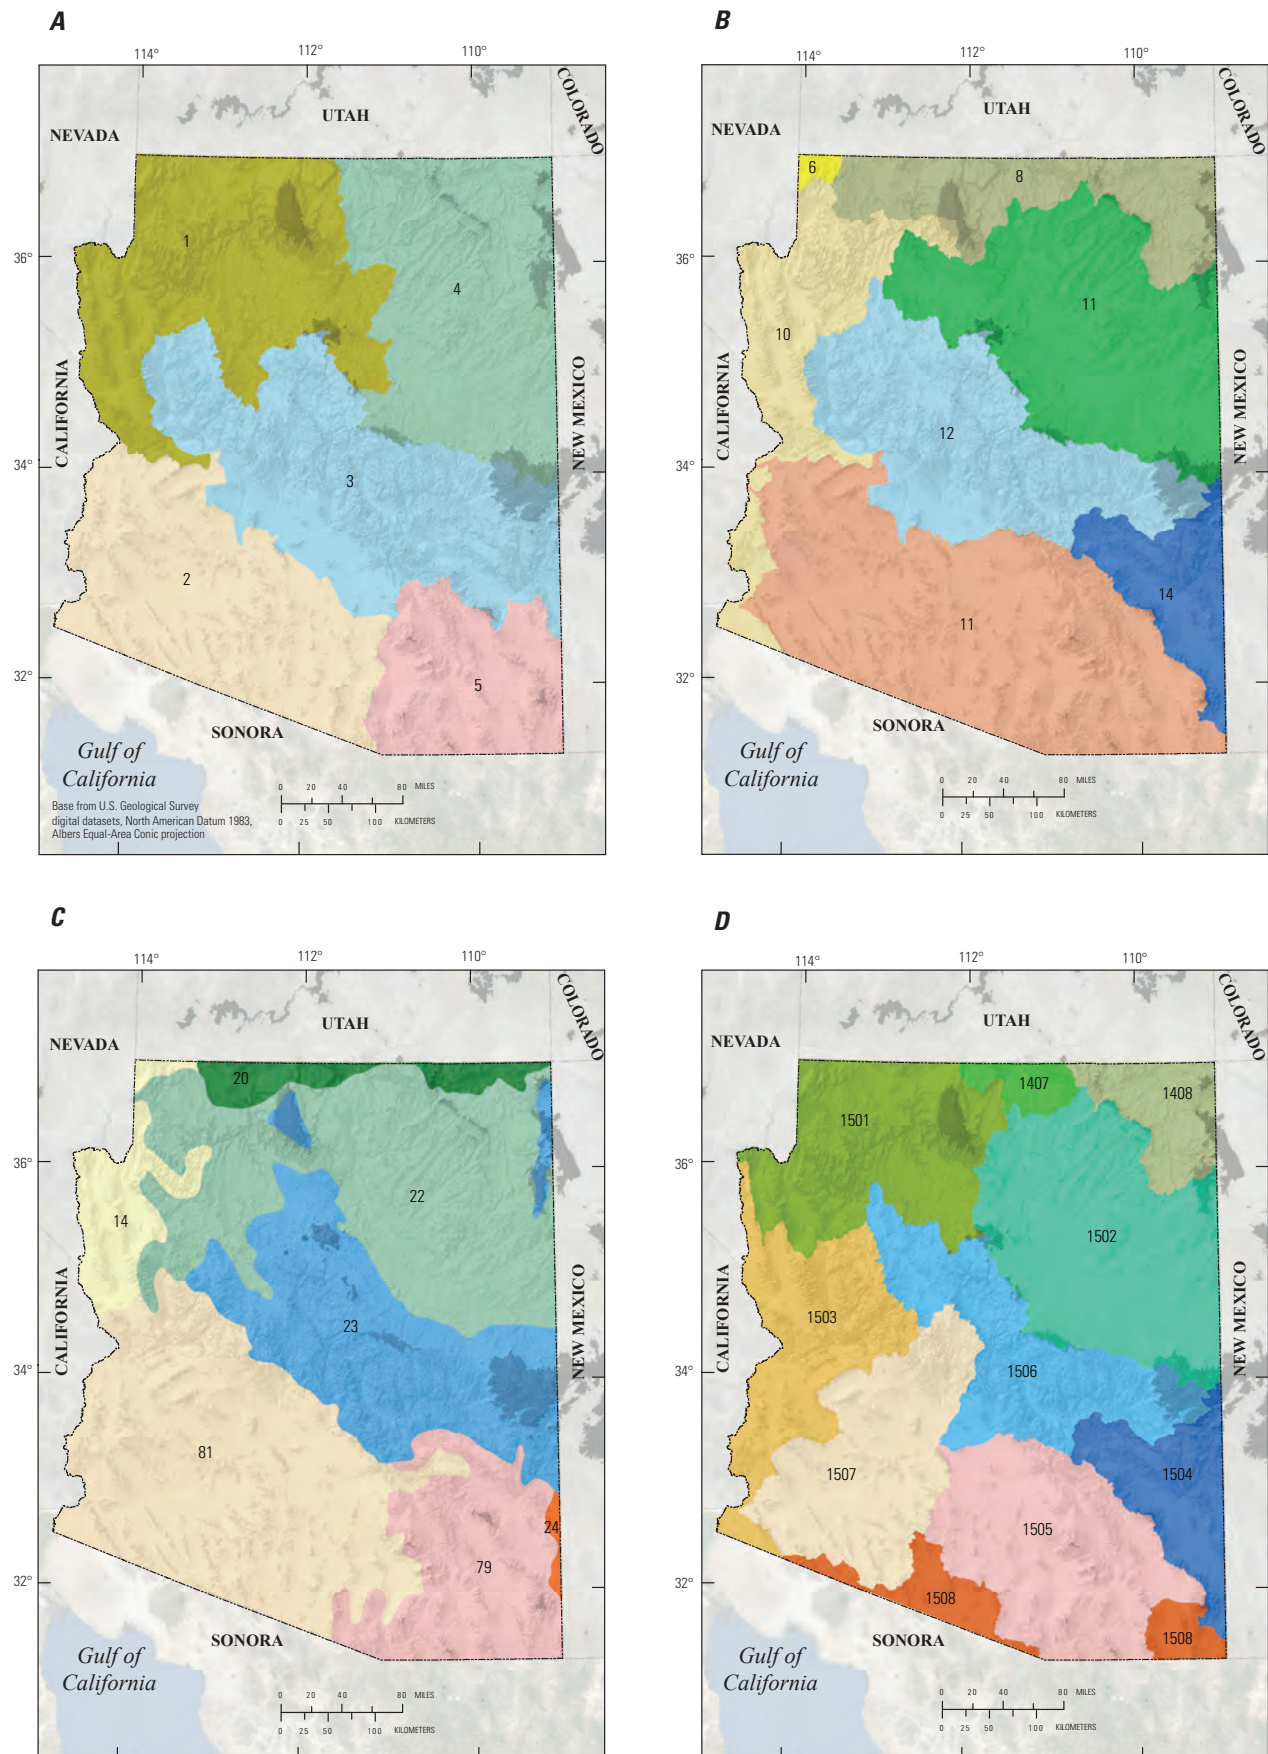 A
114°
112°
110°
NEVADA
UTAH
COLORADO
36°
34°
32°
CALIFORNIA
NEW MEXICO
1
4
3
2
5
SONORA
Gulf of
California
Base from U.S. Geological Survey
digital datasets, North American Datum 1983,
Albers Equal-Area Conic projection
0 20 40 80 MILES
0 25 50 100 KILOMETERS
B
114°
112°
110°
NEVADA
UTAH
COLORADO
36°
34°
32°
CALIFORNIA
NEW MEXICO
6
8
11
10
12
14
11
SONORA
Gulf of
California
0 20 40 80 MILES
0 25 50 100 KILOMETERS
C
114°
112°
110°
NEVADA
UTAH
COLORADO
36°
34°
32°
CALIFORNIA
NEW MEXICO
20
22
14
23
81
24
79
SONORA
Gulf of
California
0 20 40 80 MILES
0 25 50 100 KILOMETERS
D
114°
112°
110°
NEVADA
UTAH
COLORADO
36°
34°
32°
CALIFORNIA
NEW MEXICO
1407
1408
1501
1502
1503
1506
1507
1504
1505
1508
1508
SONORA
Gulf of
California
0 20 40 80 MILES
0 25 50 100 KILOMETERS